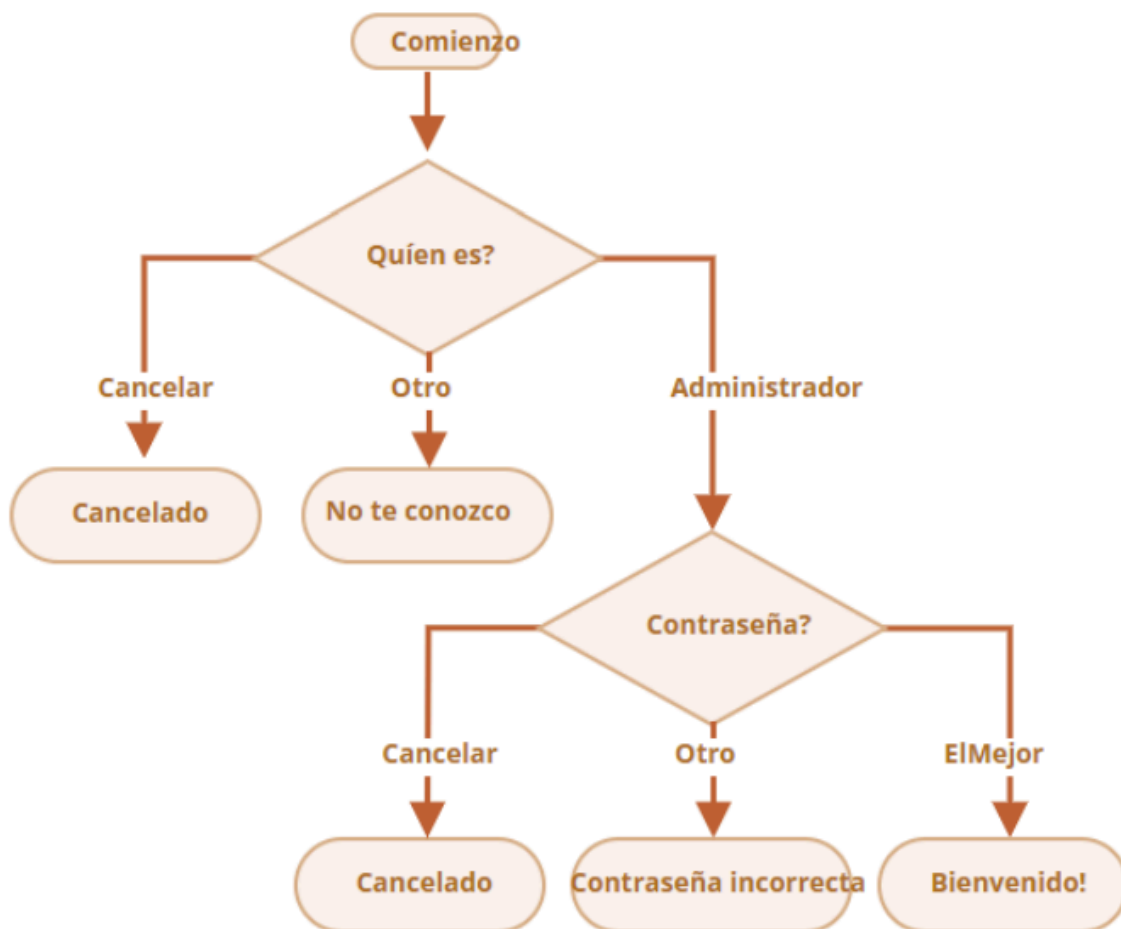 Comienzo
Quíen es?
Cancelar
Otro
Administrador
Cancelado
No te conozco
Contraseña?
Cancelar
Otro
ElMejor
Cancelado
Contraseña incorrecta
Bienvenido!